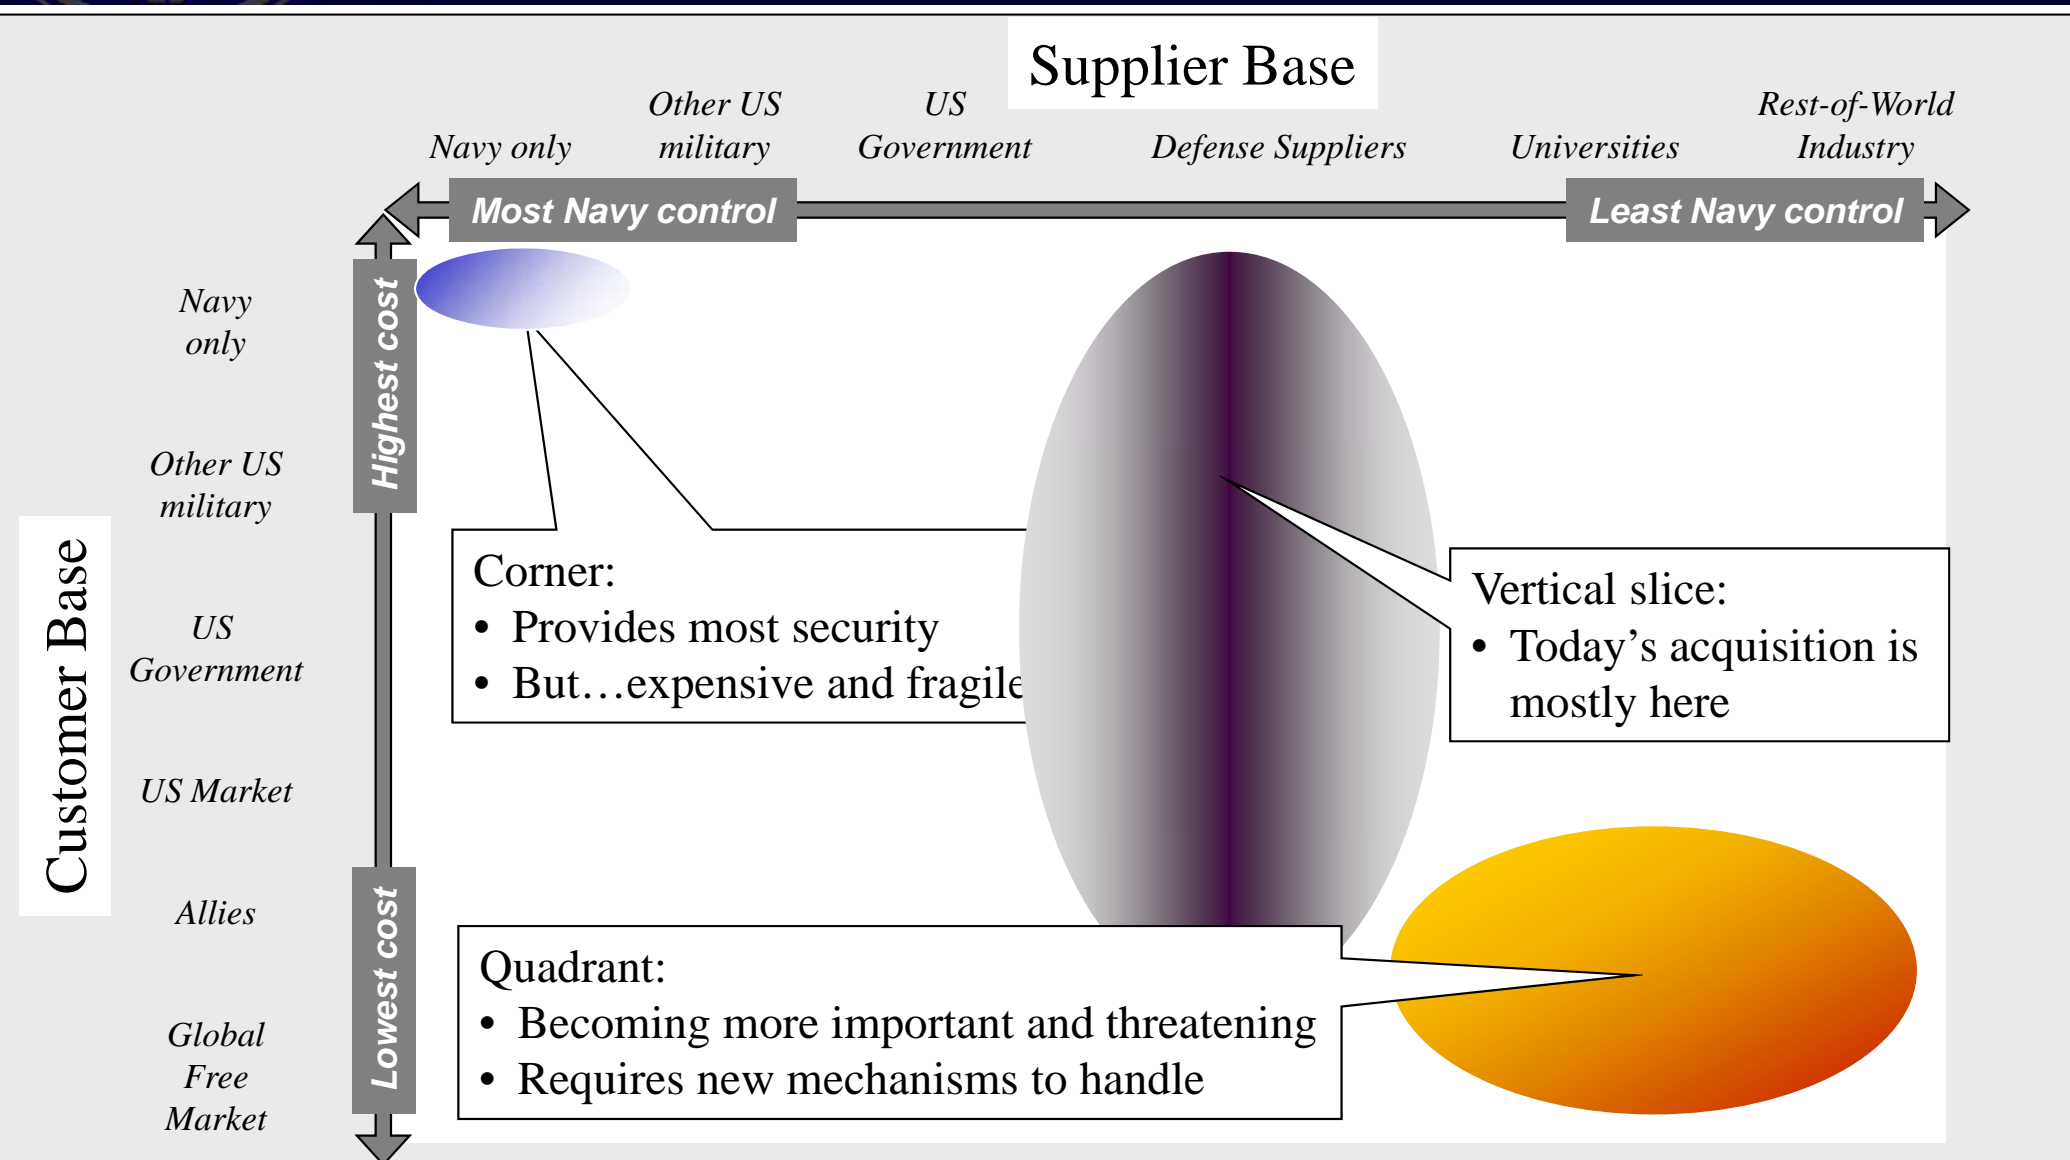 Supplier Base
Navy only
Other US
military
US
Government
Defense Suppliers
Universities
Rest-of-World
Industry
Most Navy control
Least Navy control
Customer Base
Highest cost
Lowest cost
Navy
only
Other US
military
US
Government
US Market
Allies
Global
Free
Market
Corner:
• Provides most security
• But…expensive and fragile
Vertical slice:
• Today’s acquisition is
mostly here
Quadrant:
• Becoming more important and threatening
• Requires new mechanisms to handle